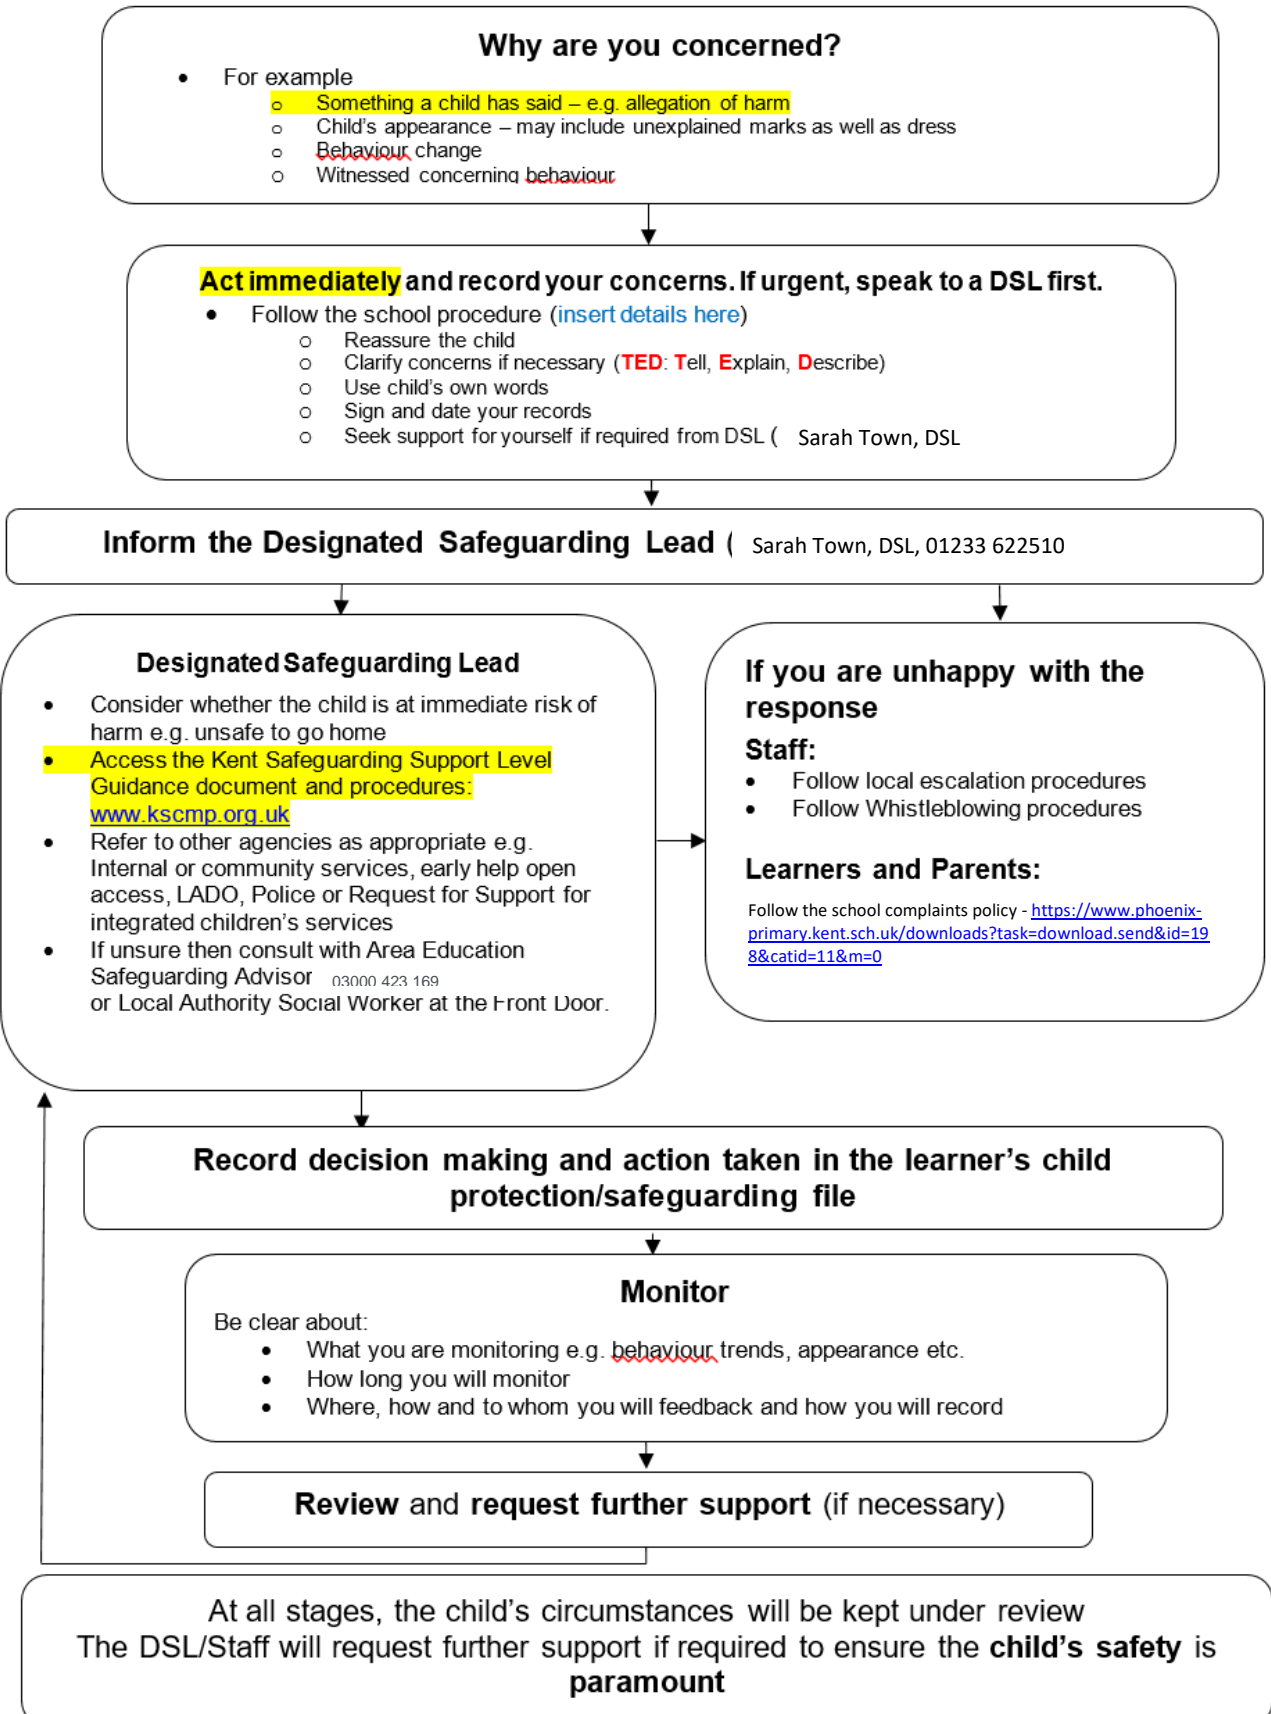 Why are you concerned?
• For example
o Something a child has said – e.g. allegation of harm
o Child's appearance – may include unexplained marks as well as dress
o Behaviour change
o Witnessed concerning behaviour
Act immediately and record your concerns. If urgent, speak to a DSL first.
• Follow the school procedure (insert details here)
o Reassure the child
o Clarify concerns if necessary (TED: Tell, Explain, Describe)
o Use child's own words
o Sign and date your records
o Seek support for yourself if required from DSL ( Sarah Town, DSL
Inform the Designated Safeguarding Lead ( Sarah Town, DSL, 01233 622510
Designated Safeguarding Lead
• Consider whether the child is at immediate risk of
harm e.g. unsafe to go home
• Access the Kent Safeguarding Support Level
Guidance document and procedures:
www.kscmp.org.uk
• Refer to other agencies as appropriate e.g.
Internal or community services, early help open
access, LADO, Police or Request for Support for
integrated children's services
• If unsure then consult with Area Education
Safeguarding Advisor 03000 423 169
or Local Authority Social Worker at the Front Door.
If you are unhappy with the
response
Staff:
• Follow local escalation procedures
• Follow Whistleblowing procedures
Learners and Parents:
Follow the school complaints policy - https://www.phoenix-
primary.kent.sch.uk/downloads?task=download.send&id=19
8&catid=11&m=0
Record decision making and action taken in the learner's child
protection/safeguarding file
Monitor
Be clear about:
• What you are monitoring e.g. behaviour trends, appearance etc.
• How long you will monitor
• Where, how and to whom you will feedback and how you will record
Review and request further support (if necessary)
At all stages, the child's circumstances will be kept under review
The DSL/Staff will request further support if required to ensure the child's safety is
paramount